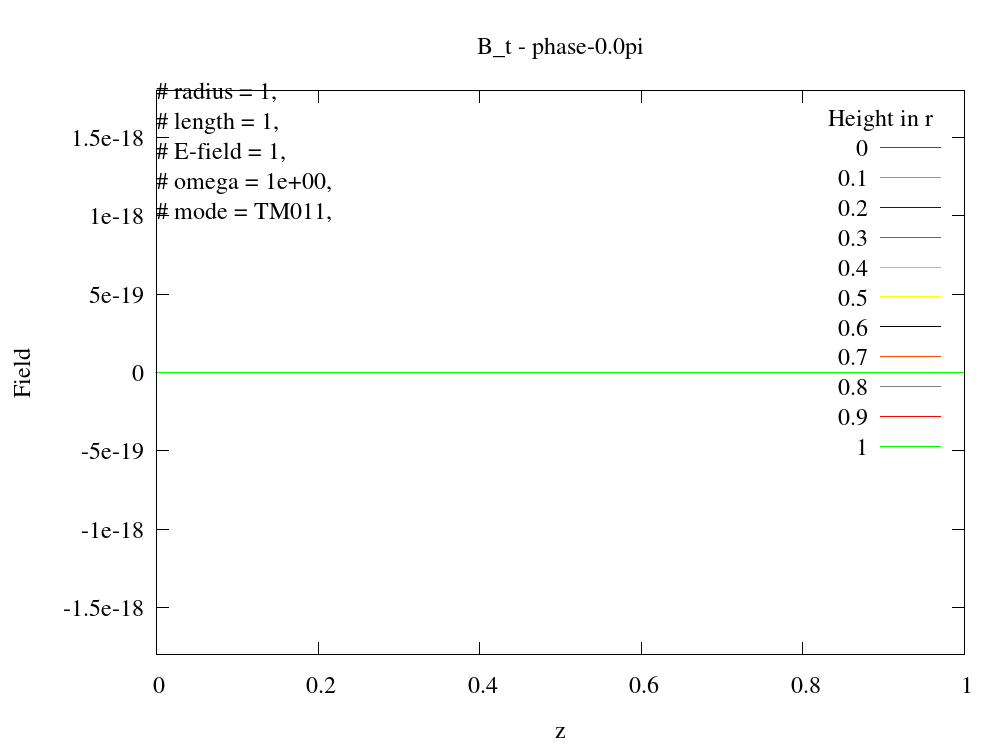 B_t - phase-0.0pi
# radius = 1,
# length = 1,
# E-field = 1,
# omega = 1e+00,
# mode = TM011,
Height in r
0
0.1
0.2
0.3
0.4
0.5
0.6
0.7
0.8
0.9
1
1.5e-18
1e-18
5e-19
0
-5e-19
-1e-18
-1.5e-18
Field
0 0.2 0.4 0.6 0.8 1
z